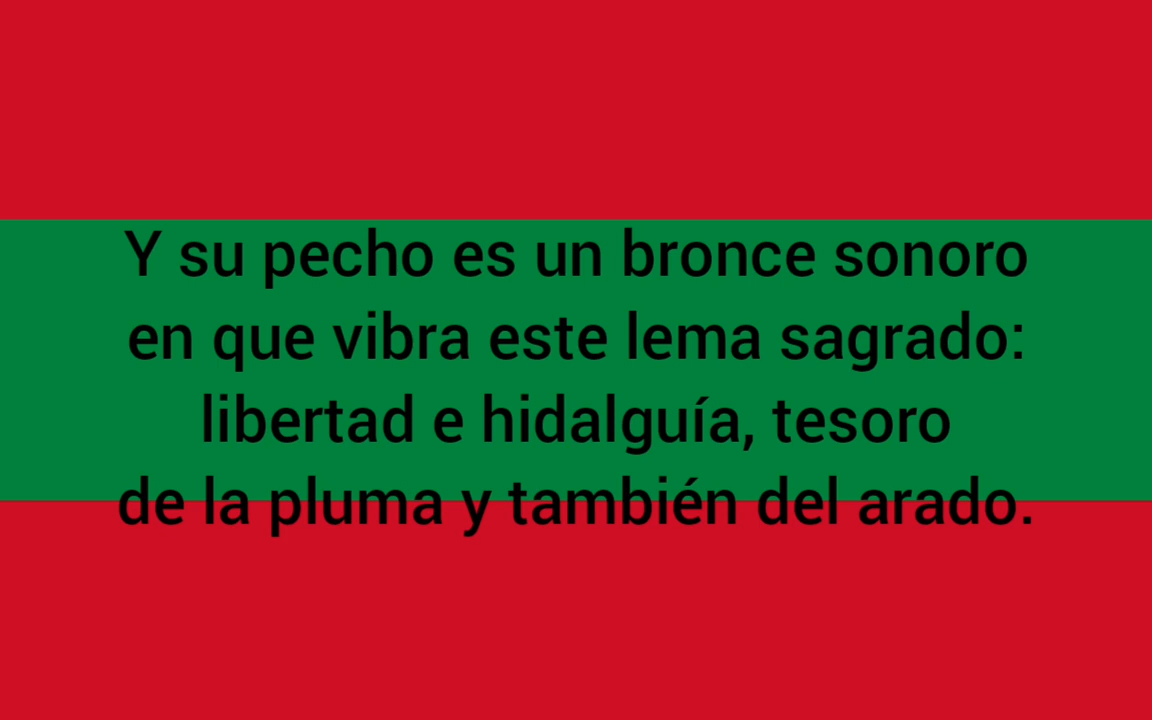 Y su pecho es un bronce sonoro
en que vibra este lema sagrado:
libertad e hidalguía, tesoro
de la pluma y también del arado.